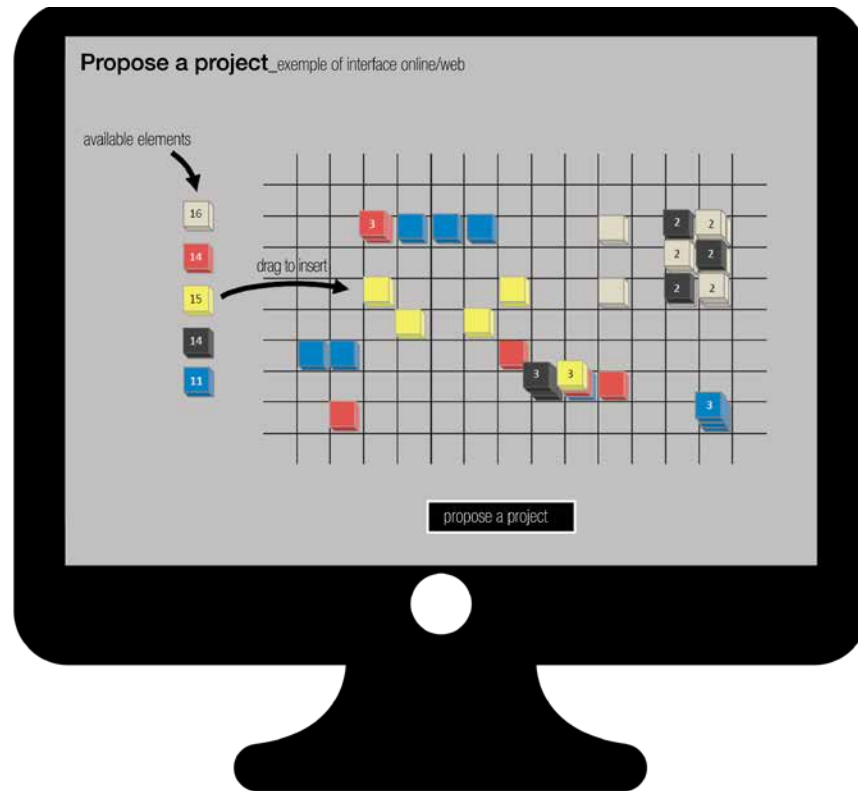 Propose a project_exemple of interface online/web
available elements
16
14
drag to insert
15
14
11
3
2 2
2 2
2 2
3 3
3
propose a project